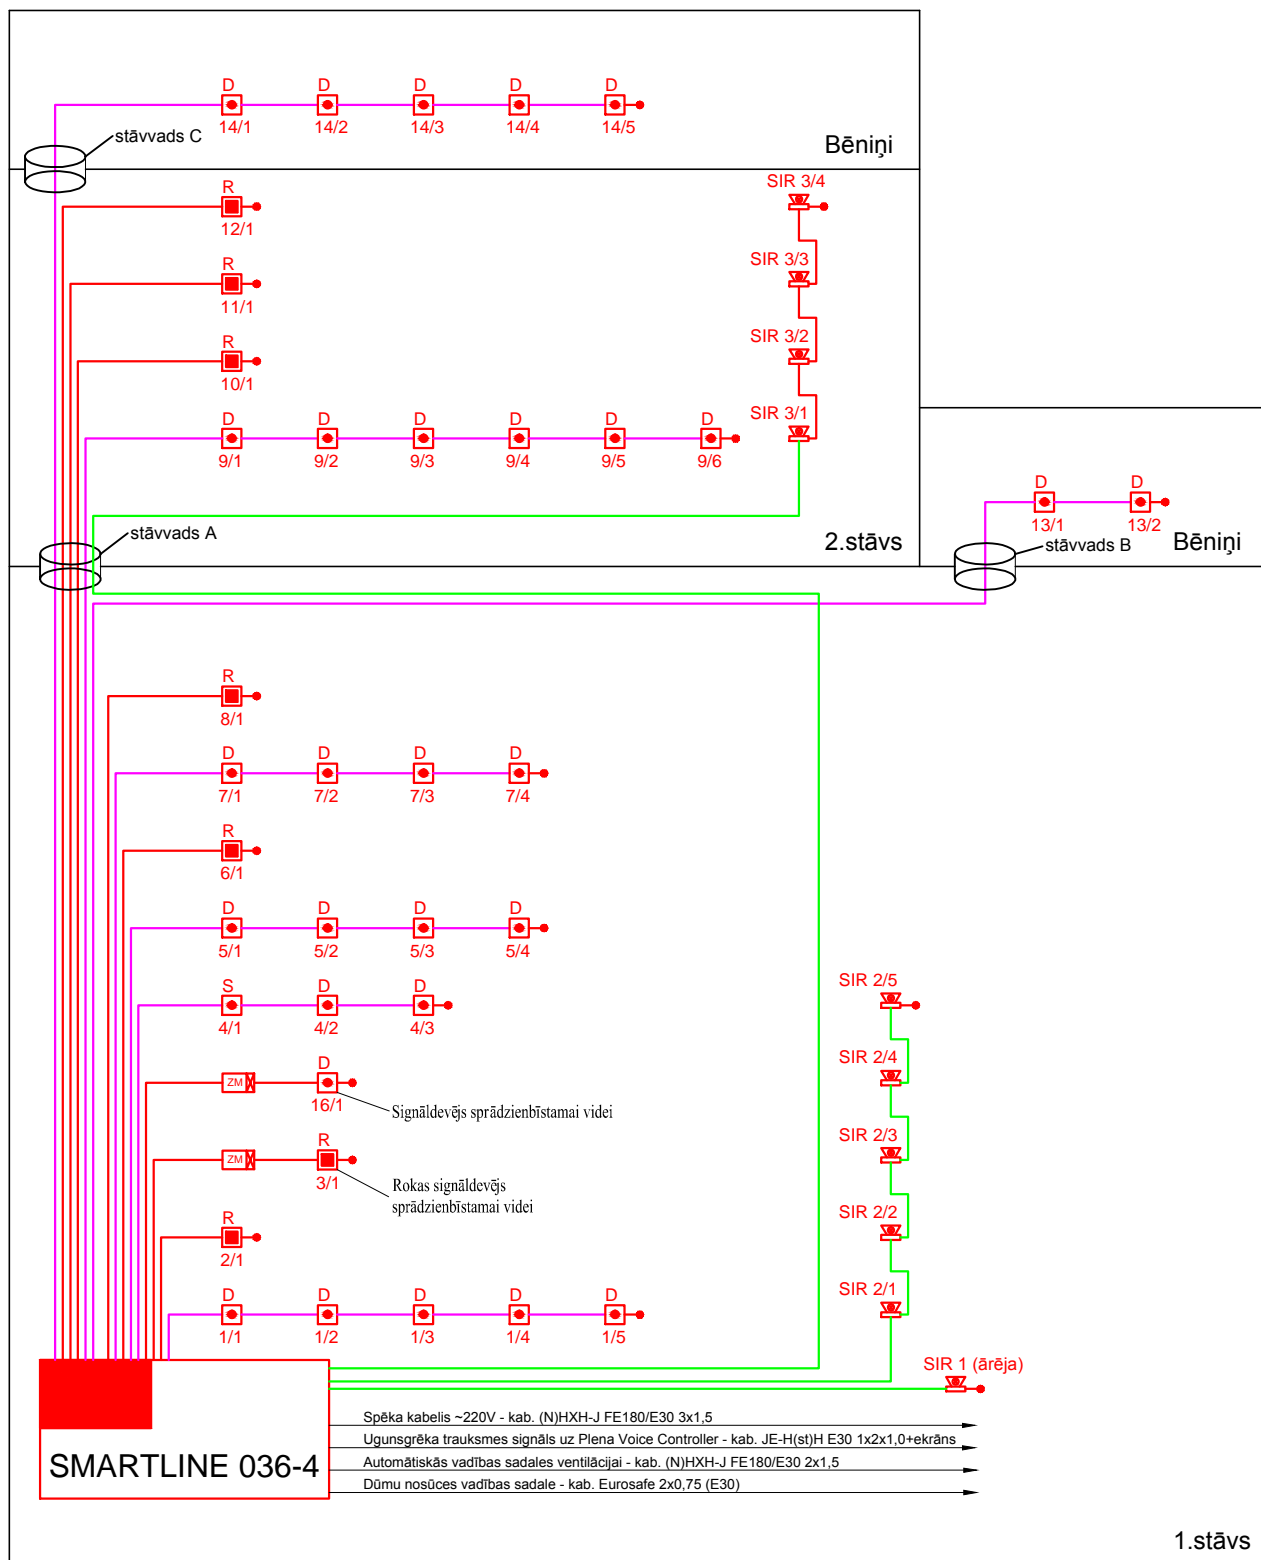 D D D D D
14/1 14/2 14/3 14/4 14/5
stāvvads C
Bēniņi
R
12/1
SIR 3/4
R
11/1
SIR 3/3
R
10/1
SIR 3/2
SIR 3/1
D D D D D D
9/1 9/2 9/3 9/4 9/5 9/6
D D
13/1 13/2
stāvvads A
2.stāvs
stāvvads B
Bēniņi
R
8/1
D D D D
7/1 7/2 7/3 7/4
R
6/1
D D D D
5/1 5/2 5/3 5/4
S D D
4/1 4/2 4/3
SIR 2/5
SIR 2/4
D
ZM
16/1
Signāldevējs sprādzienbīstamai videi
SIR 2/3
R
ZM
3/1
Rokas signāldevējs
sprādzienbīstamai videi
SIR 2/2
R
2/1
SIR 2/1
D D D D D
1/1 1/2 1/3 1/4 1/5
SIR 1 (ārēja)
SMARTLINE 036-4
Spēka kabelis ~220V - kab. (N)HXH-J FE180/E30 3x1,5
Ugunsgrēka trauksmes signāls uz Plena Voice Controller - kab. JE-H(st)H E30 1x2x1,0+ekrāns
Automātiskās vadības sadales ventilācijai - kab. (N)HXH-J FE180/E30 2x1,5
Dūmu nosūces vadības sadale - kab. Eurosafe 2x0,75 (E30)
1.stāvs